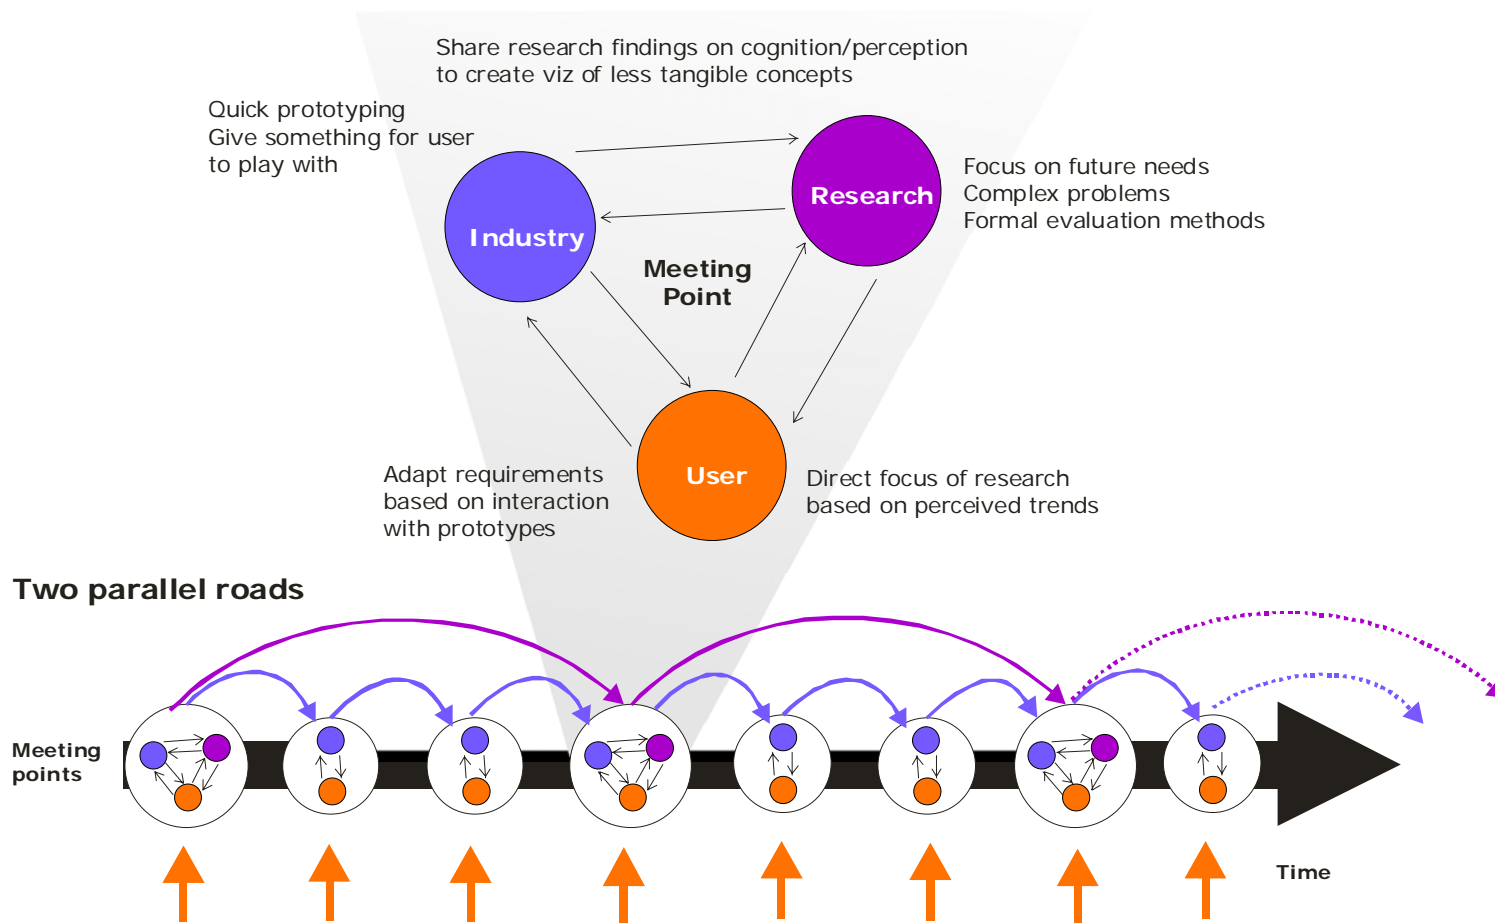 Share research findings on cognition/perception
to create viz of less tangible concepts
Quick prototyping
Give something for user
to play with
Industry
Research
Focus on future needs
Complex problems
Formal evaluation methods
Meeting
Point
User
Adapt requirements
based on interaction
with prototypes
Direct focus of research
based on perceived trends
Two parallel roads
Meeting
points
Time